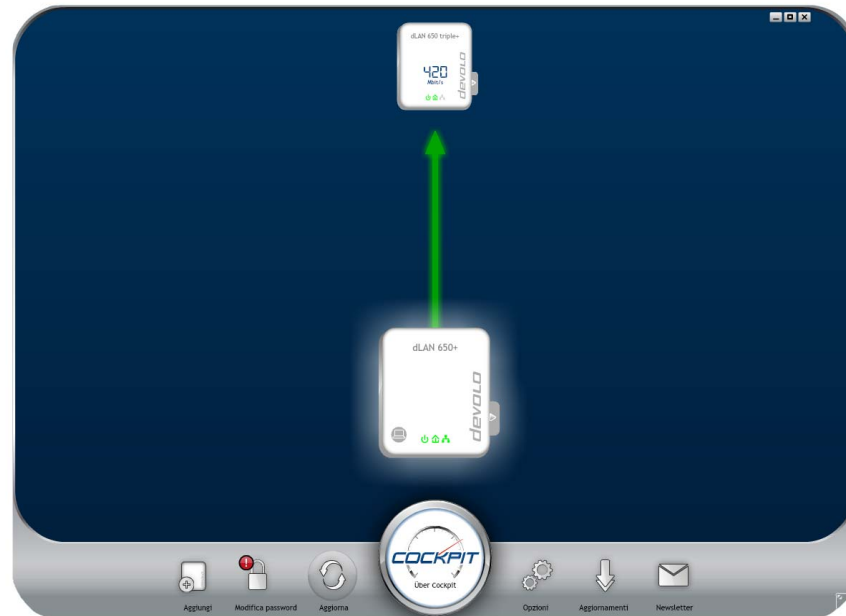 dLAN 650 triple+
420
Mbit/s
devolo
dLAN 650+
devolo
COCKPIT
Über Cockpit
Aggiungi
Modifica password
Aggiorna
Opzioni
Aggiornamenti
Newsletter